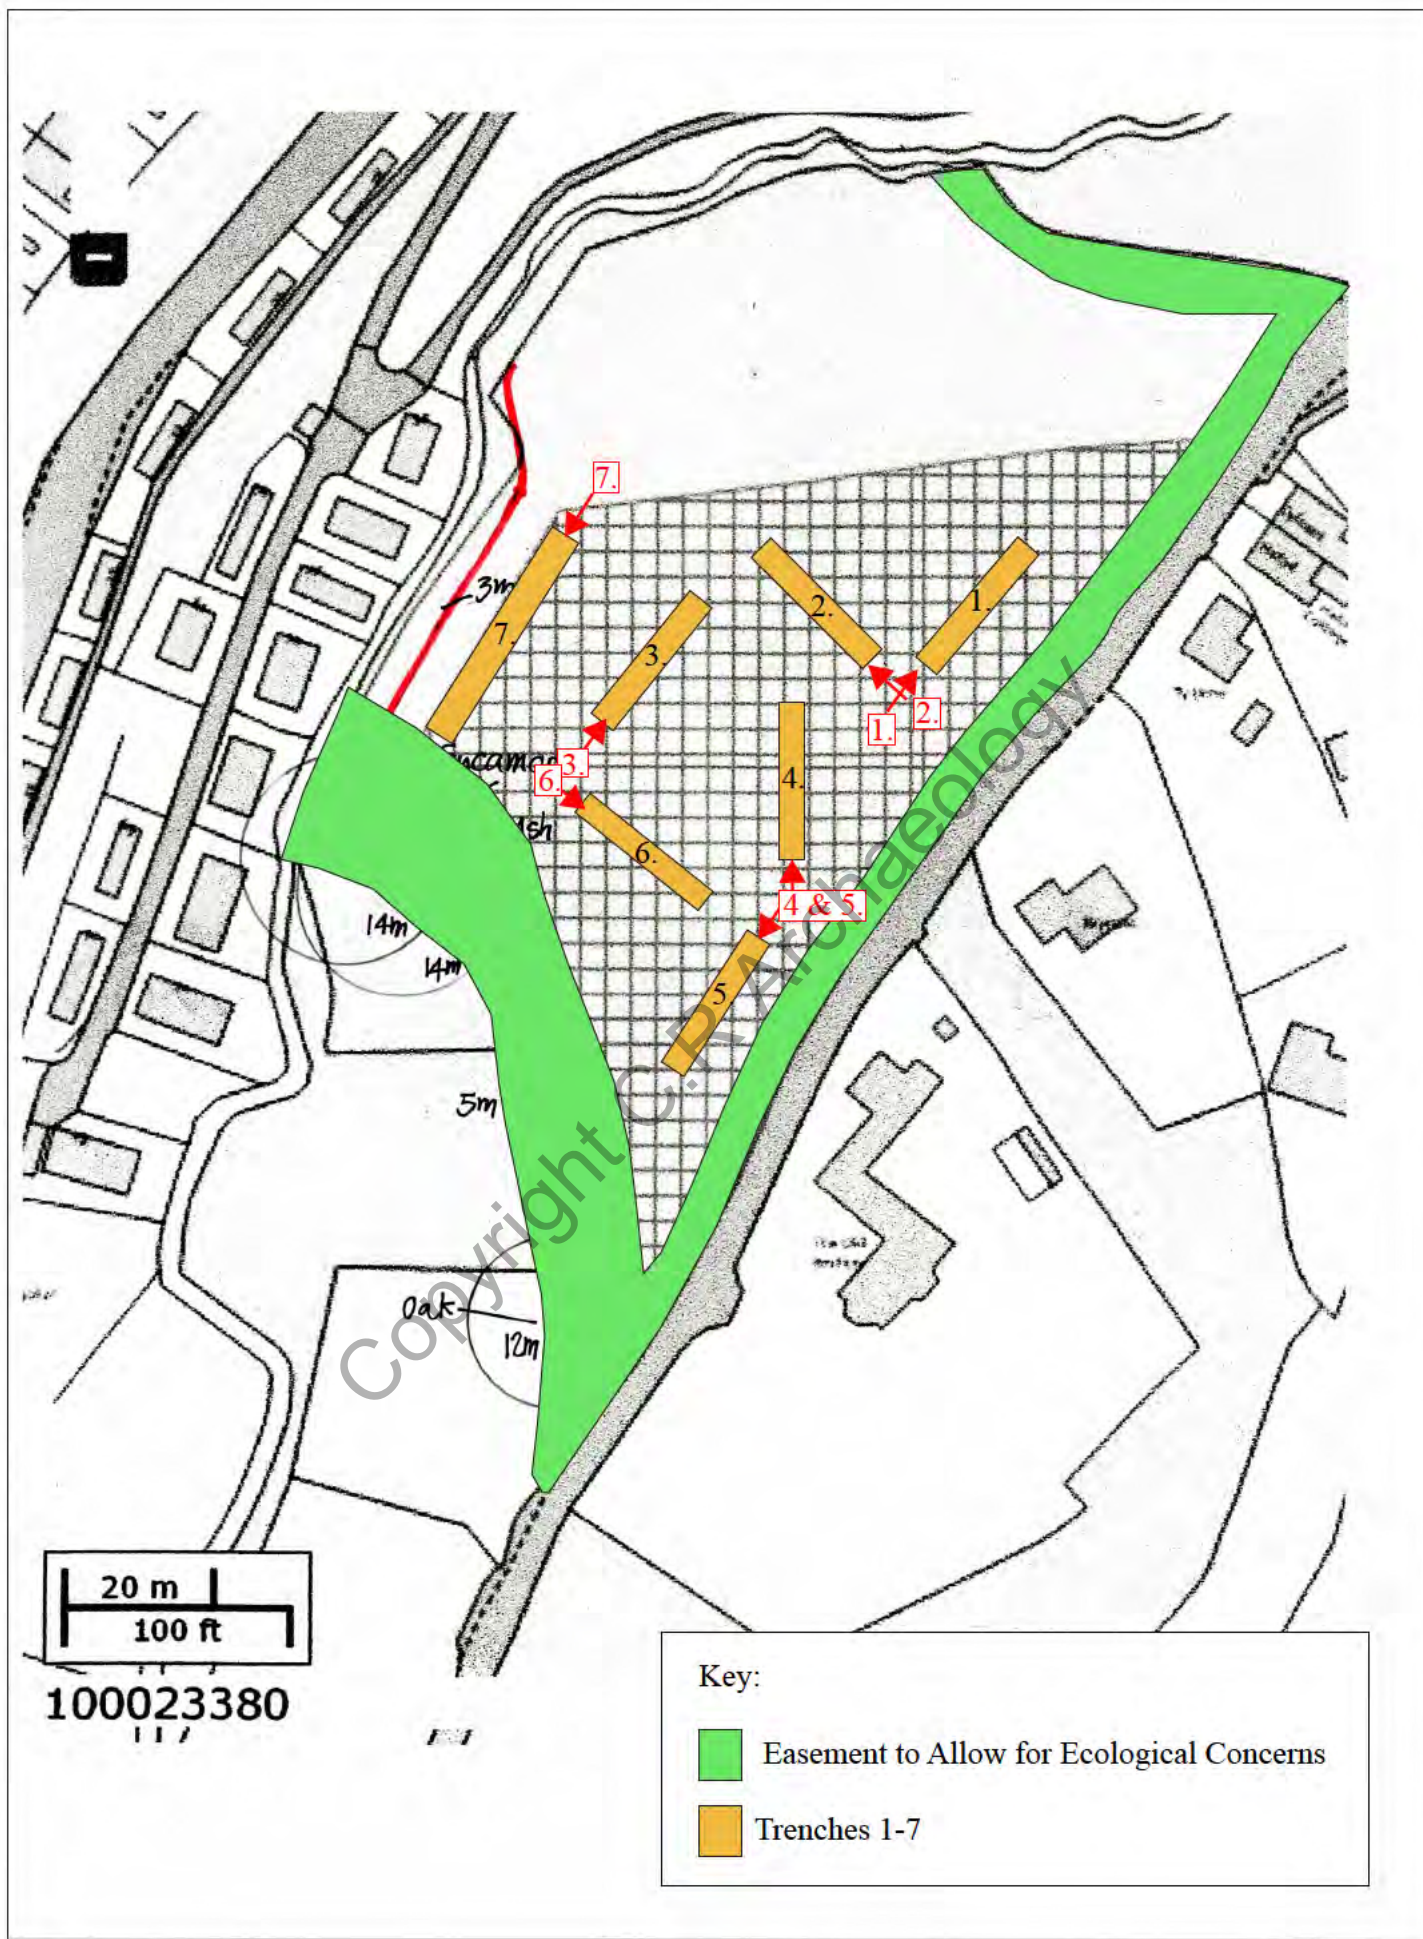 7.
3m
7.
3.
2.
1.
1.
2.
3.
6.
4.
ash
6.
4 & 5.
14m
14m
5.
5m
Oak
12m
Copyright C.R Archaeology
20 m
100 ft
100023380
Key:
Easement to Allow for Ecological Concerns
Trenches 1-7